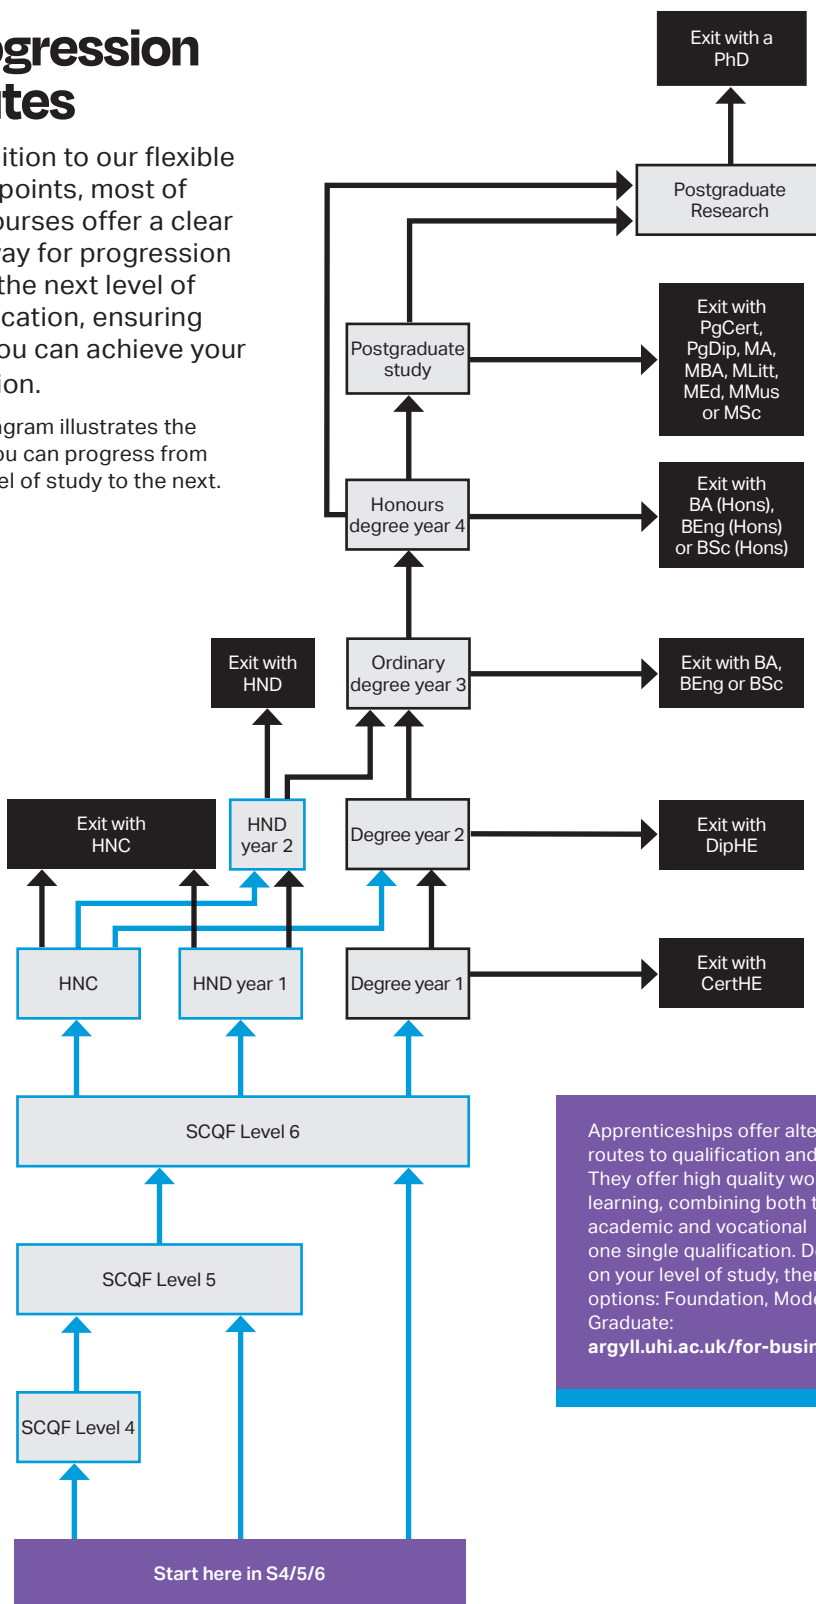 gression
tes
ition to our flexible
points, most of
ourses offer a clear
way for progression
the next level of
cation, ensuring
ou can achieve your
ion.
agram illustrates the
ou can progress from
el of study to the next.
Exit with a
PhD
Postgraduate
Research
Postgraduate
study
Exit with
PgCert,
PgDip, MA,
MBA, MLitt,
MEd, MMus
or MSc
Honours
degree year 4
Exit with
BA (Hons),
BEng (Hons)
or BSc (Hons)
Exit with
HND
Ordinary
degree year 3
Exit with BA,
BEng or BSc
Exit with
HNC
HND
year 2
Degree year 2
Exit with
DipHE
HNC
HND year 1
Degree year 1
Exit with
CertHE
SCQF Level 6
SCQF Level 5
SCQF Level 4
Start here in S4/5/6
Apprenticeships offer alte
routes to qualification and
They offer high quality wo
learning, combining both t
academic and vocational
one single qualification. De
on your level of study, ther
options: Foundation, Mode
Graduate:
argyll.uhi.ac.uk/for-busin